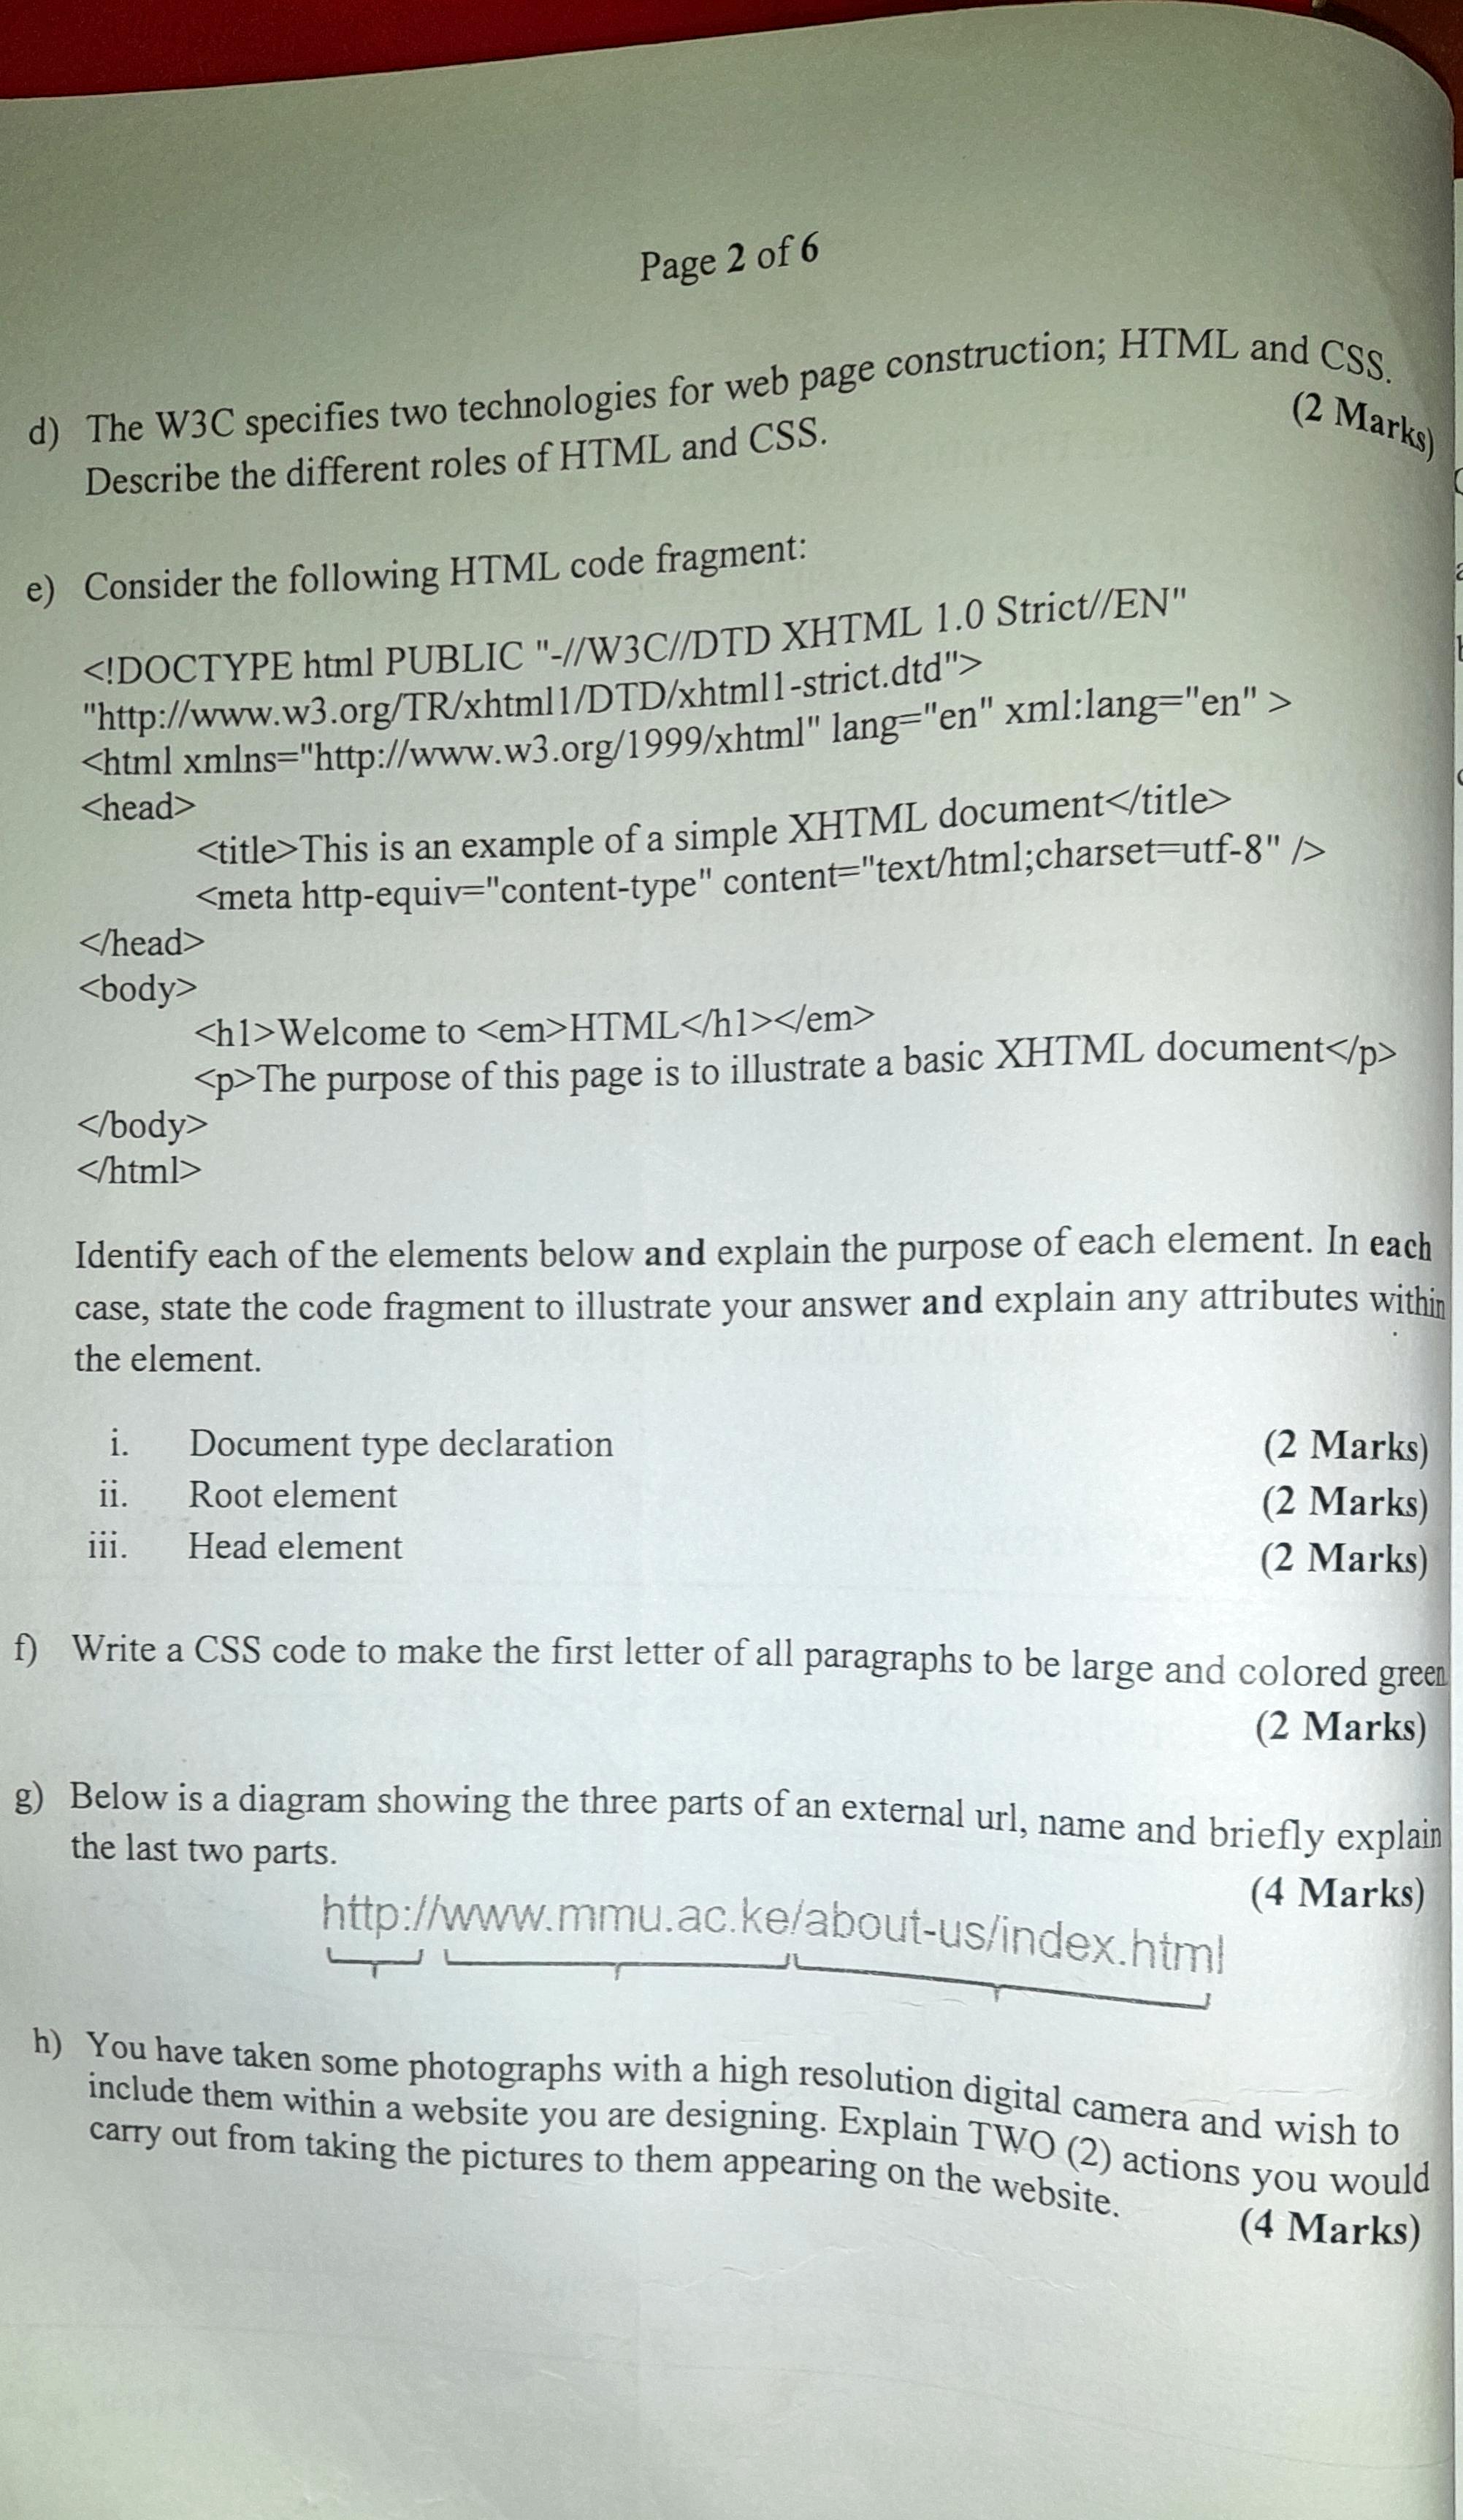 Page 2 of 6
d) The W3C specifies two technologies for web page construction; HTML and CSS.
Describe the different roles of HTML and CSS. (2 Marks)
e) Consider the following HTML code fragment:
<!DOCTYPE html PUBLIC "-//W3C//DTD XHTML 1.0 Strict//EN"
"http://www.w3.org/TR/xhtml1/DTD/xhtml1-strict.dtd">
<html xmlns="http://www.w3.org/1999/xhtml" lang="en" xml:lang="en" >
<head>
<title>This is an example of a simple XHTML document</title>
<meta http-equiv="content-type" content="text/html;charset=utf-8" />
</head>
<body>
<h1>Welcome to <em>HTML</h1></em>
<p>The purpose of this page is to illustrate a basic XHTML document</p>
</body>
</html>
Identify each of the elements below and explain the purpose of each element. In each
case, state the code fragment to illustrate your answer and explain any attributes within
the element.
i. Document type declaration (2 Marks)
ii. Root element (2 Marks)
iii. Head element (2 Marks)
f) Write a CSS code to make the first letter of all paragraphs to be large and colored green
(2 Marks)
g) Below is a diagram showing the three parts of an external url, name and briefly explain
the last two parts. (4 Marks)
http://www.mmu.ac.ke/about-us/index.html
h) You have taken some photographs with a high resolution digital camera and wish to
include them within a website you are designing. Explain TWO (2) actions you would
carry out from taking the pictures to them appearing on the website. (4 Marks)